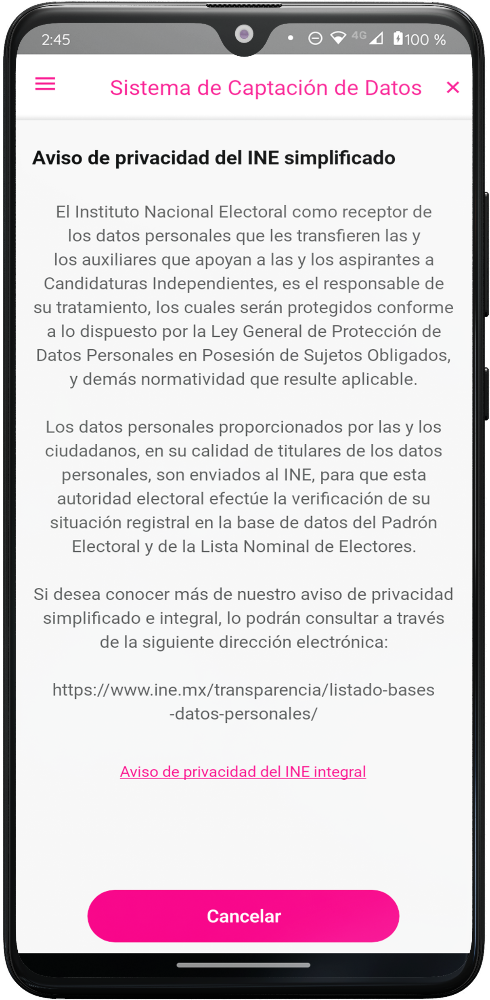 2:45
4G
100 %
Sistema de Captación de Datos
Aviso de privacidad del INE simplificado
El Instituto Nacional Electoral como receptor de
los datos personales que les transfieren las y
los auxiliares que apoyan a las y los aspirantes a
Candidaturas Independientes, es el responsable de
su tratamiento, los cuales serán protegidos conforme
a lo dispuesto por la Ley General de Protección de
Datos Personales en Posesión de Sujetos Obligados,
y demás normatividad que resulte aplicable.
Los datos personales proporcionados por las y los
ciudadanos, en su calidad de titulares de los datos
personales, son enviados al INE, para que esta
autoridad electoral efectúe la verificación de su
situación registral en la base de datos del Padrón
Electoral y de la Lista Nominal de Electores.
Si desea conocer más de nuestro aviso de privacidad
simplificado e integral, lo podrán consultar a través
de la siguiente dirección electrónica:
https://www.ine.mx/transparencia/listado-bases
-datos-personales/
Aviso de privacidad del INE integral
Cancelar